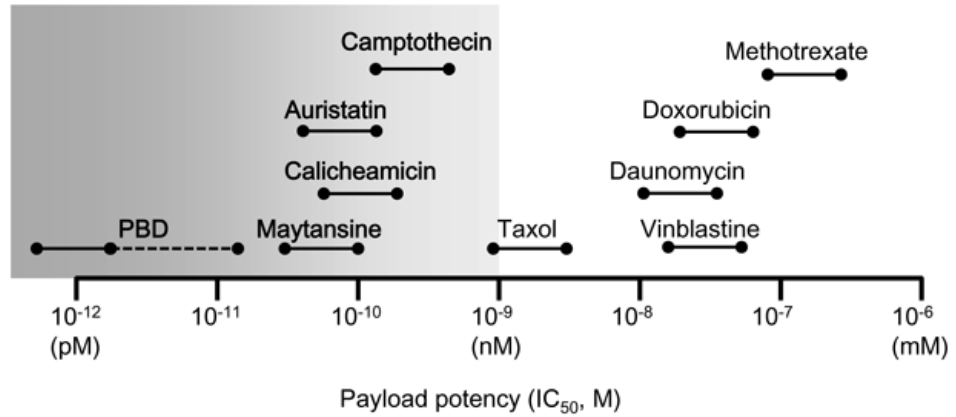 Camptothecin
Methotrexate
Auristatin
Doxorubicin
Calicheamicin
Daunomycin
PBD
Maytansine
Taxol
Vinblastine
10⁻¹² 10⁻¹¹ 10⁻¹⁰ 10⁻⁹ 10⁻⁸ 10⁻⁷ 10⁻⁶
(pM) (nM) (mM)
Payload potency (IC₅₀, M)